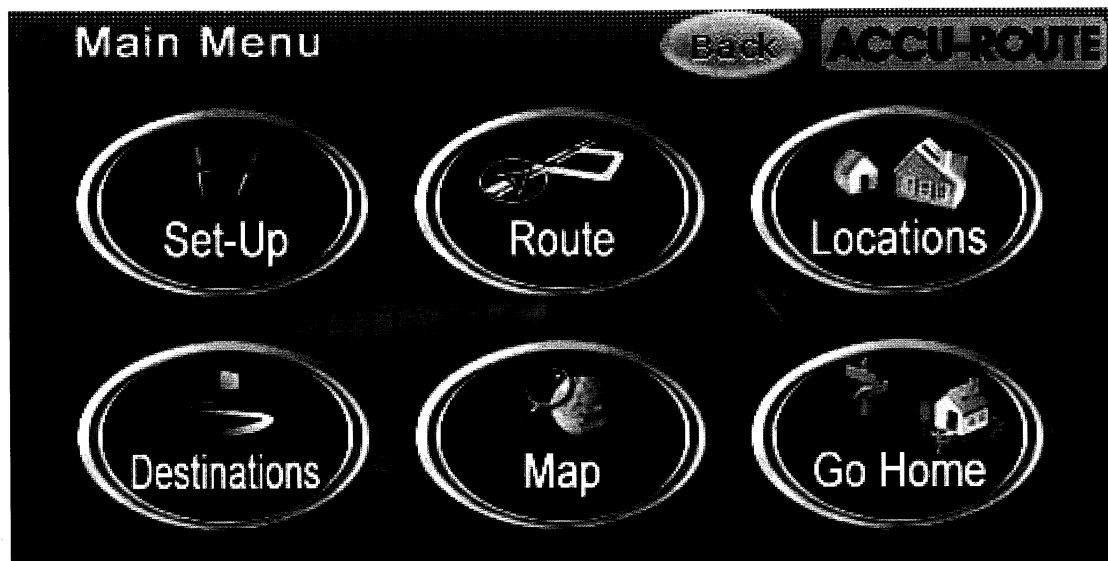 Main Menu Back ACCU-ROUTE
Set-Up Route Locations
Destinations Map Go Home